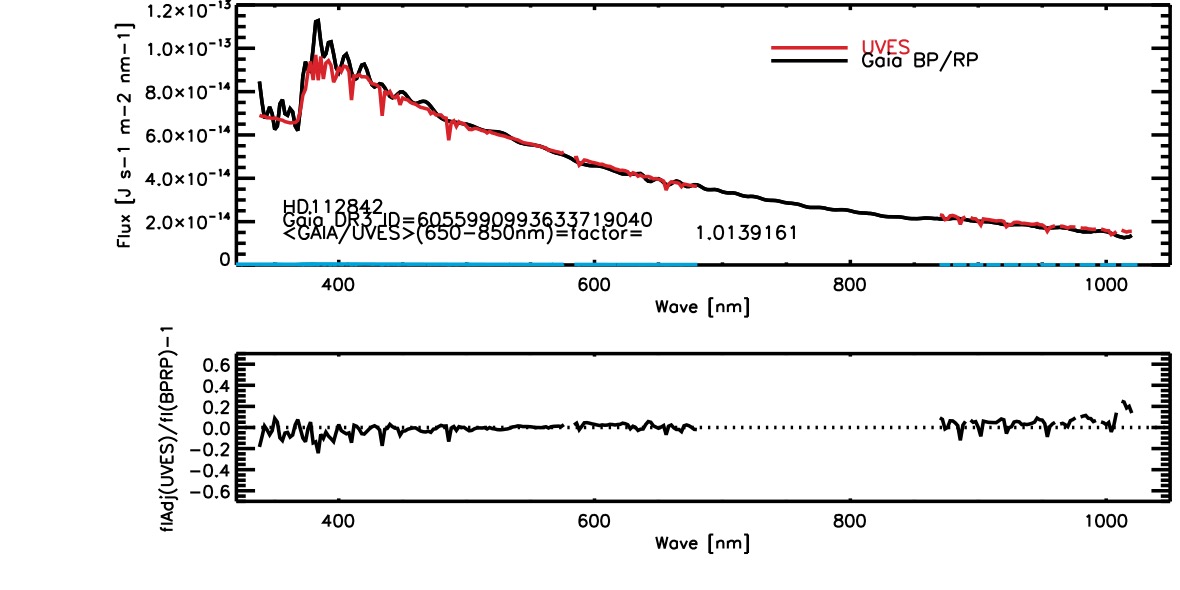 1.2×10−13
1.0×10−13
8.0×10−14
6.0×10−14
4.0×10−14
2.0×10−14
0
Flux [J s−1 m−2 nm−1]
UVES
Gaia BP/RP
HD112842
Gaia DR3 ID=6055990993633719040
<GAIA/UVES>(650−850nm)=factor= 1.0139161
400 600 800 1000
Wave [nm]
0.6
0.4
0.2
0.0
−0.2
−0.4
−0.6
flAdj(UVES)/fl(BPRP)−1
400 600 800 1000
Wave [nm]